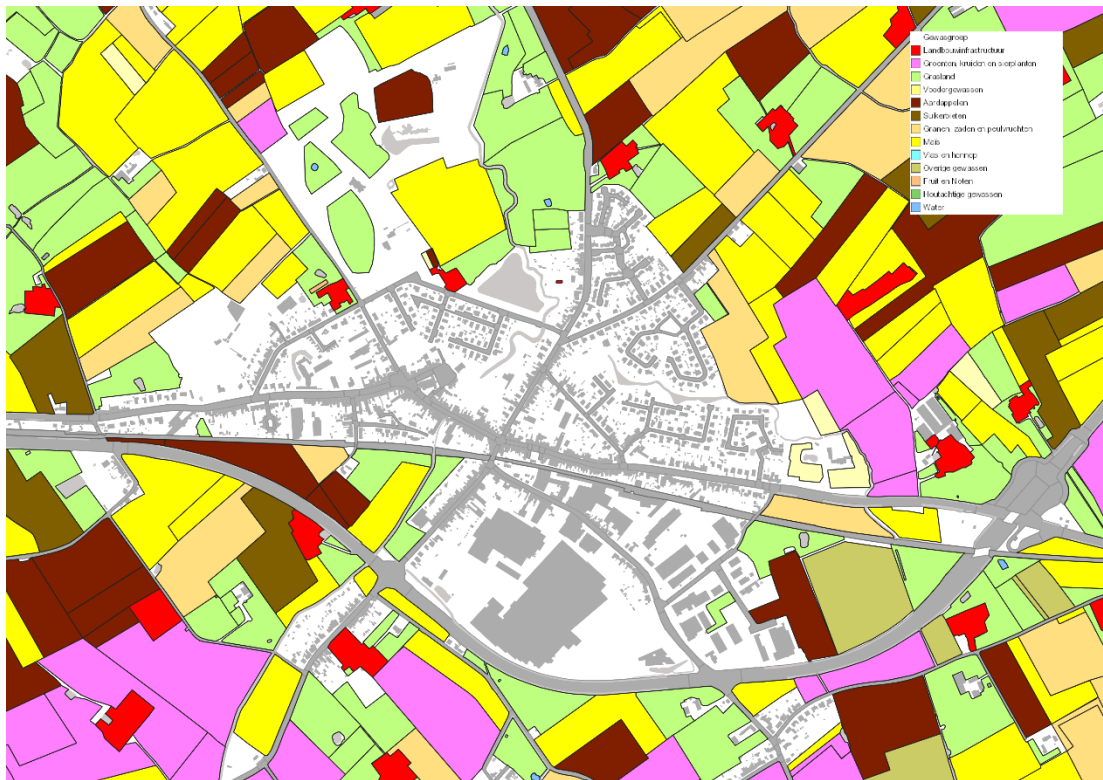 Gewasgroep
Landbouwinfrastructuur
Groenten, kruiden en sierplanten
Grasland
Voedergewassen
Aardappelen
Suikerbieten
Granen, zaden en peulvruchten
Maïs
Vlas en hennep
Overige gewassen
Fruit en Noten
Houtachtige gewassen
Water